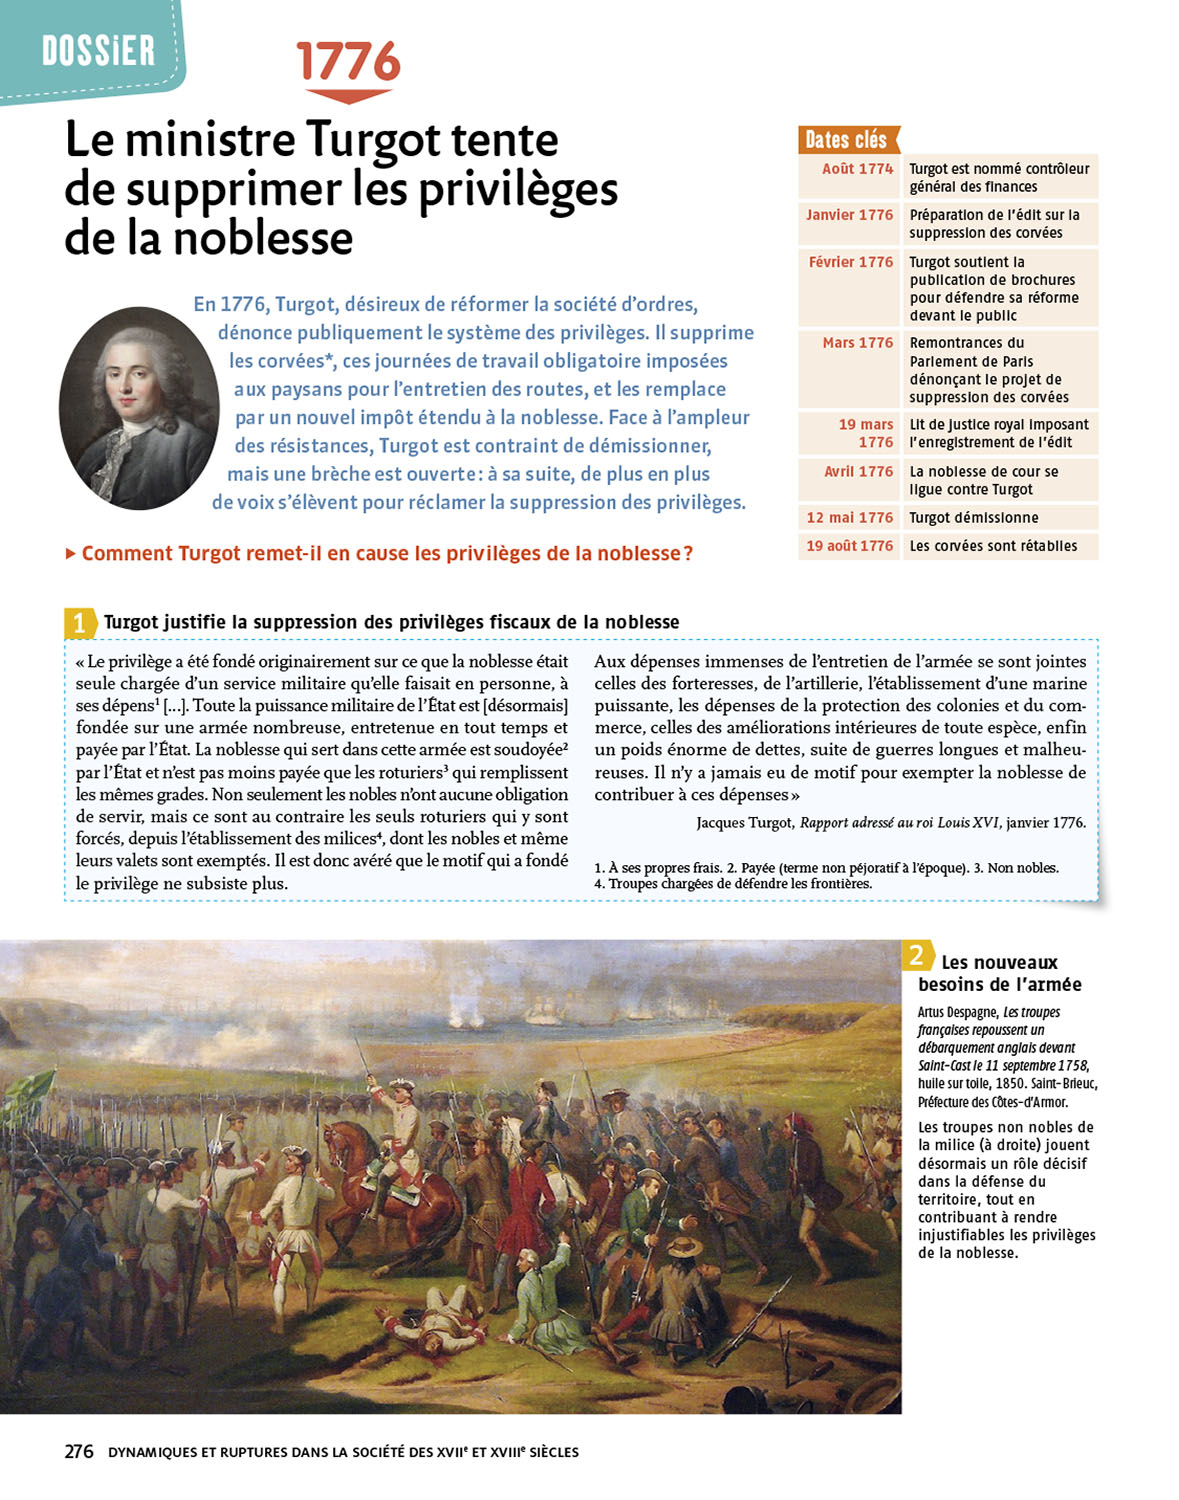 DOSSiER
1776
Le ministre Turgot tente
de supprimer les privilèges
de la noblesse
En 1776, Turgot, désireux de réformer la société d’ordres,
dénonce publiquement le système des privilèges. Il supprime
les corvées*, ces journées de travail obligatoire imposées
aux paysans pour l’entretien des routes, et les remplace
par un nouvel impôt étendu à la noblesse. Face à l’ampleur
des résistances, Turgot est contraint de démissionner,
mais une brèche est ouverte : à sa suite, de plus en plus
de voix s’élèvent pour réclamer la suppression des privilèges.
▸ Comment Turgot remet-il en cause les privilèges de la noblesse ?
Dates clés
Août 1774 Turgot est nommé contrôleur
général des finances
Janvier 1776 Préparation de l’édit sur la
suppression des corvées
Février 1776 Turgot soutient la
publication de brochures
pour défendre sa réforme
devant le public
Mars 1776 Remontrances du
Parlement de Paris
dénonçant le projet de
suppression des corvées
19 mars Lit de justice royal imposant
1776 l’enregistrement de l’édit
Avril 1776 La noblesse de cour se
ligue contre Turgot
12 mai 1776 Turgot démissionne
19 août 1776 Les corvées sont rétablies
1 Turgot justifie la suppression des privilèges fiscaux de la noblesse
« Le privilège a été fondé originairement sur ce que la noblesse était
seule chargée d’un service militaire qu’elle faisait en personne, à
ses dépens¹ [...]. Toute la puissance militaire de l’État est [désormais]
fondée sur une armée nombreuse, entretenue en tout temps et
payée par l’État. La noblesse qui sert dans cette armée est soudoyée²
par l’État et n’est pas moins payée que les roturiers³ qui remplissent
les mêmes grades. Non seulement les nobles n’ont aucune obligation
de servir, mais ce sont au contraire les seuls roturiers qui y sont
forcés, depuis l’établissement des milices⁴, dont les nobles et même
leurs valets sont exemptés. Il est donc avéré que le motif qui a fondé
le privilège ne subsiste plus.
Aux dépenses immenses de l’entretien de l’armée se sont jointes
celles des forteresses, de l’artillerie, l’établissement d’une marine
puissante, les dépenses de la protection des colonies et du com-
merce, celles des améliorations intérieures de toute espèce, enfin
un poids énorme de dettes, suite de guerres longues et malheu-
reuses. Il n’y a jamais eu de motif pour exempter la noblesse de
contribuer à ces dépenses »
Jacques Turgot, Rapport adressé au roi Louis XVI, janvier 1776.
1. À ses propres frais. 2. Payée (terme non péjoratif à l’époque). 3. Non nobles.
4. Troupes chargées de défendre les frontières.
2 Les nouveaux
besoins de l’armée
Artus Despagne, Les troupes
françaises repoussent un
débarquement anglais devant
Saint-Cast le 11 septembre 1758,
huile sur toile, 1850. Saint-Brieuc,
Préfecture des Côtes-d’Armor.
Les troupes non nobles de
la milice (à droite) jouent
désormais un rôle décisif
dans la défense du
territoire, tout en
contribuant à rendre
injustifiables les privilèges
de la noblesse.
276 DYNAMIQUES ET RUPTURES DANS LA SOCIÉTÉ DES XVIIe ET XVIIIe SIÈCLES